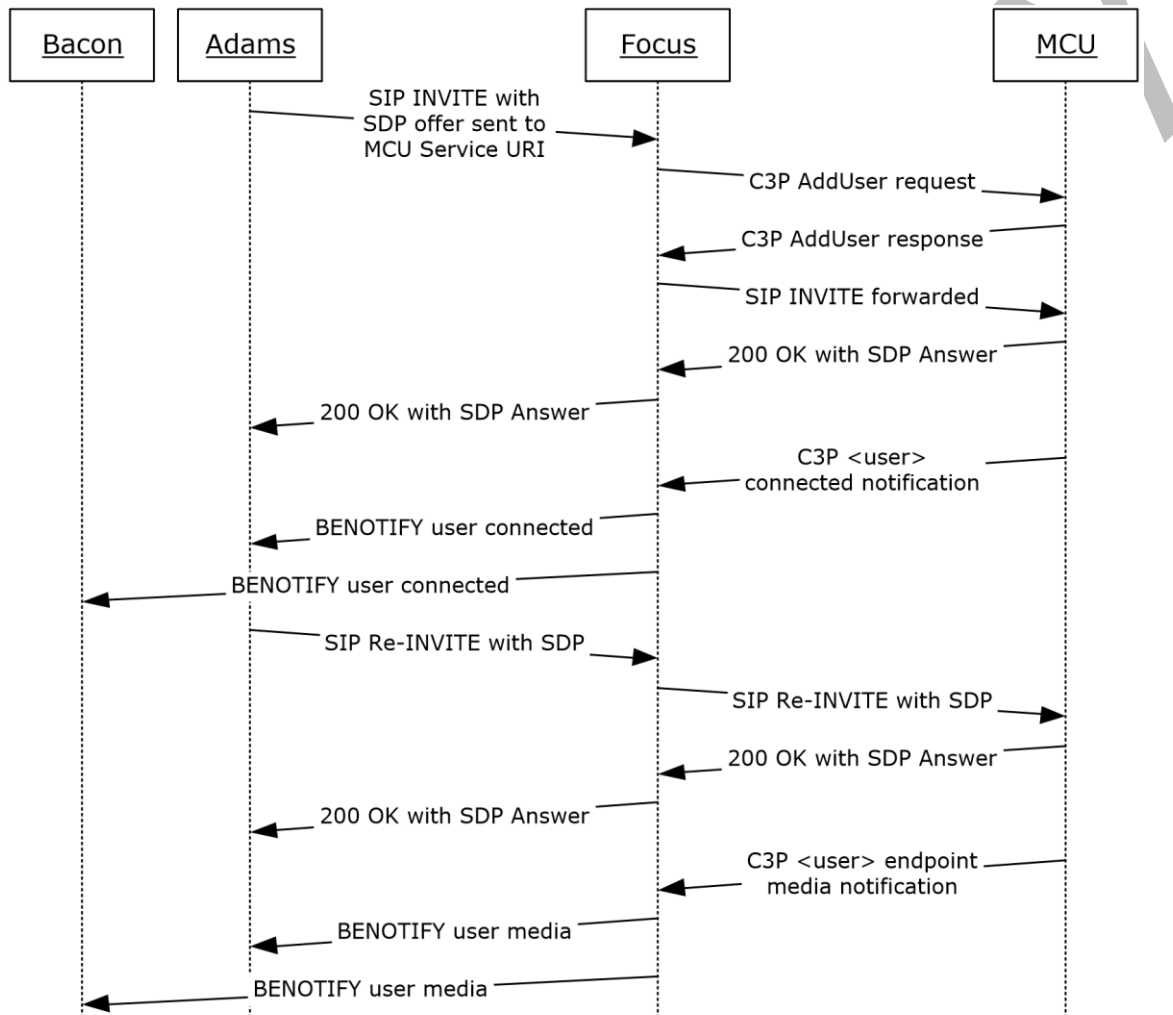 Bacon
Adams
Focus
MCU
SIP INVITE with
SDP offer sent to
MCU Service URI
C3P AddUser request
C3P AddUser response
SIP INVITE forwarded
200 OK with SDP Answer
200 OK with SDP Answer
C3P <user>
connected notification
BENOTIFY user connected
BENOTIFY user connected
SIP Re-INVITE with SDP
SIP Re-INVITE with SDP
200 OK with SDP Answer
200 OK with SDP Answer
C3P <user> endpoint
media notification
BENOTIFY user media
BENOTIFY user media